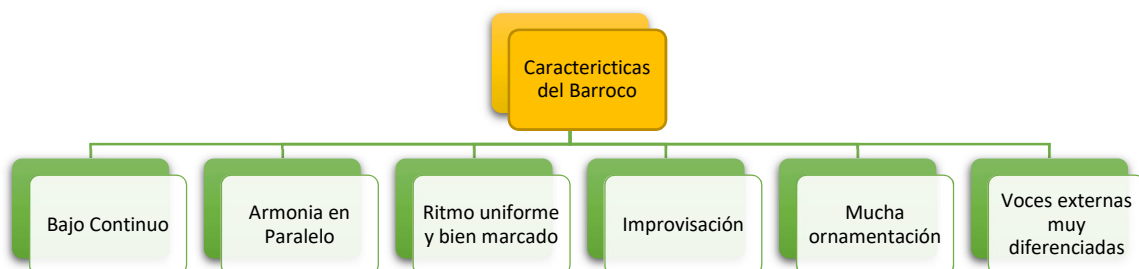 Caractericticas
del Barroco
Bajo Continuo
Armonia en
Paralelo
Ritmo uniforme
y bien marcado
Improvisación
Mucha
ornamentación
Voces externas
muy
diferenciadas